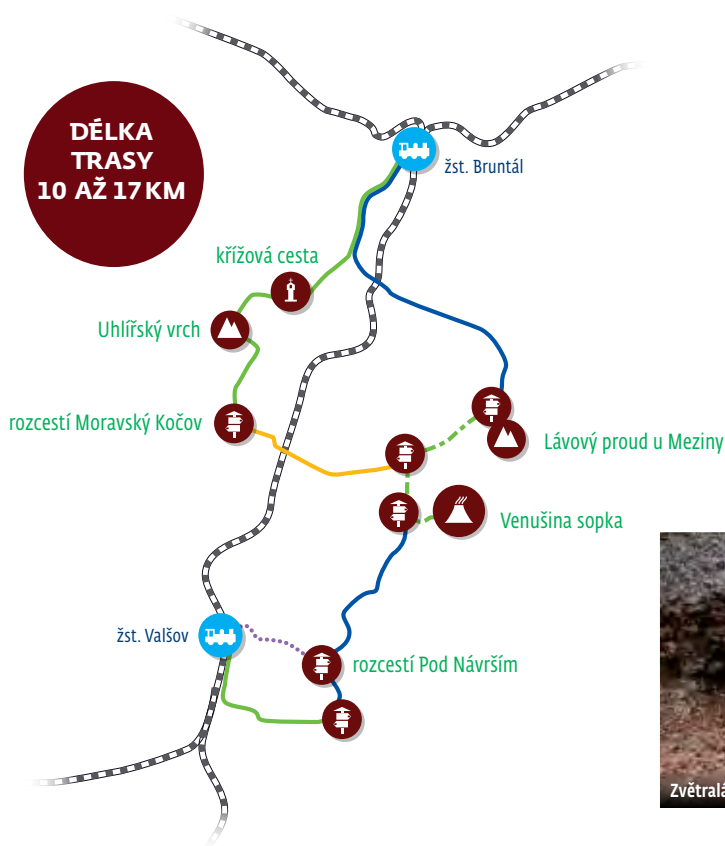 DÉLKA
TRASY
10 AŽ 17 KM
žst. Bruntál
křížová cesta
Uhlířský vrch
rozcestí Moravský Kočov
Lávový proud u Meziny
Venušina sopka
žst. Valšov
rozcestí Pod Návrším